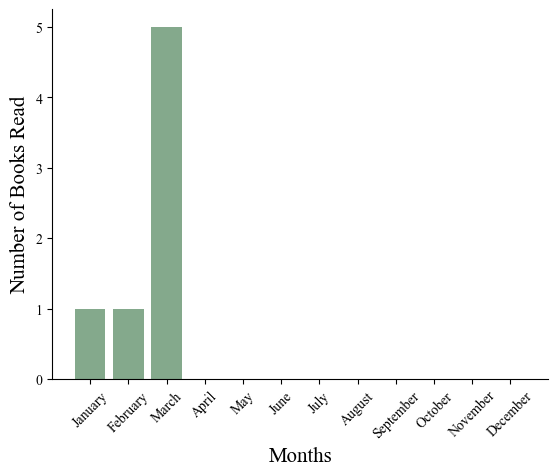 Number of Books Read
5
4
3
2
1
0
January
February
March
April
May
June
July
August
September
October
November
December
Months